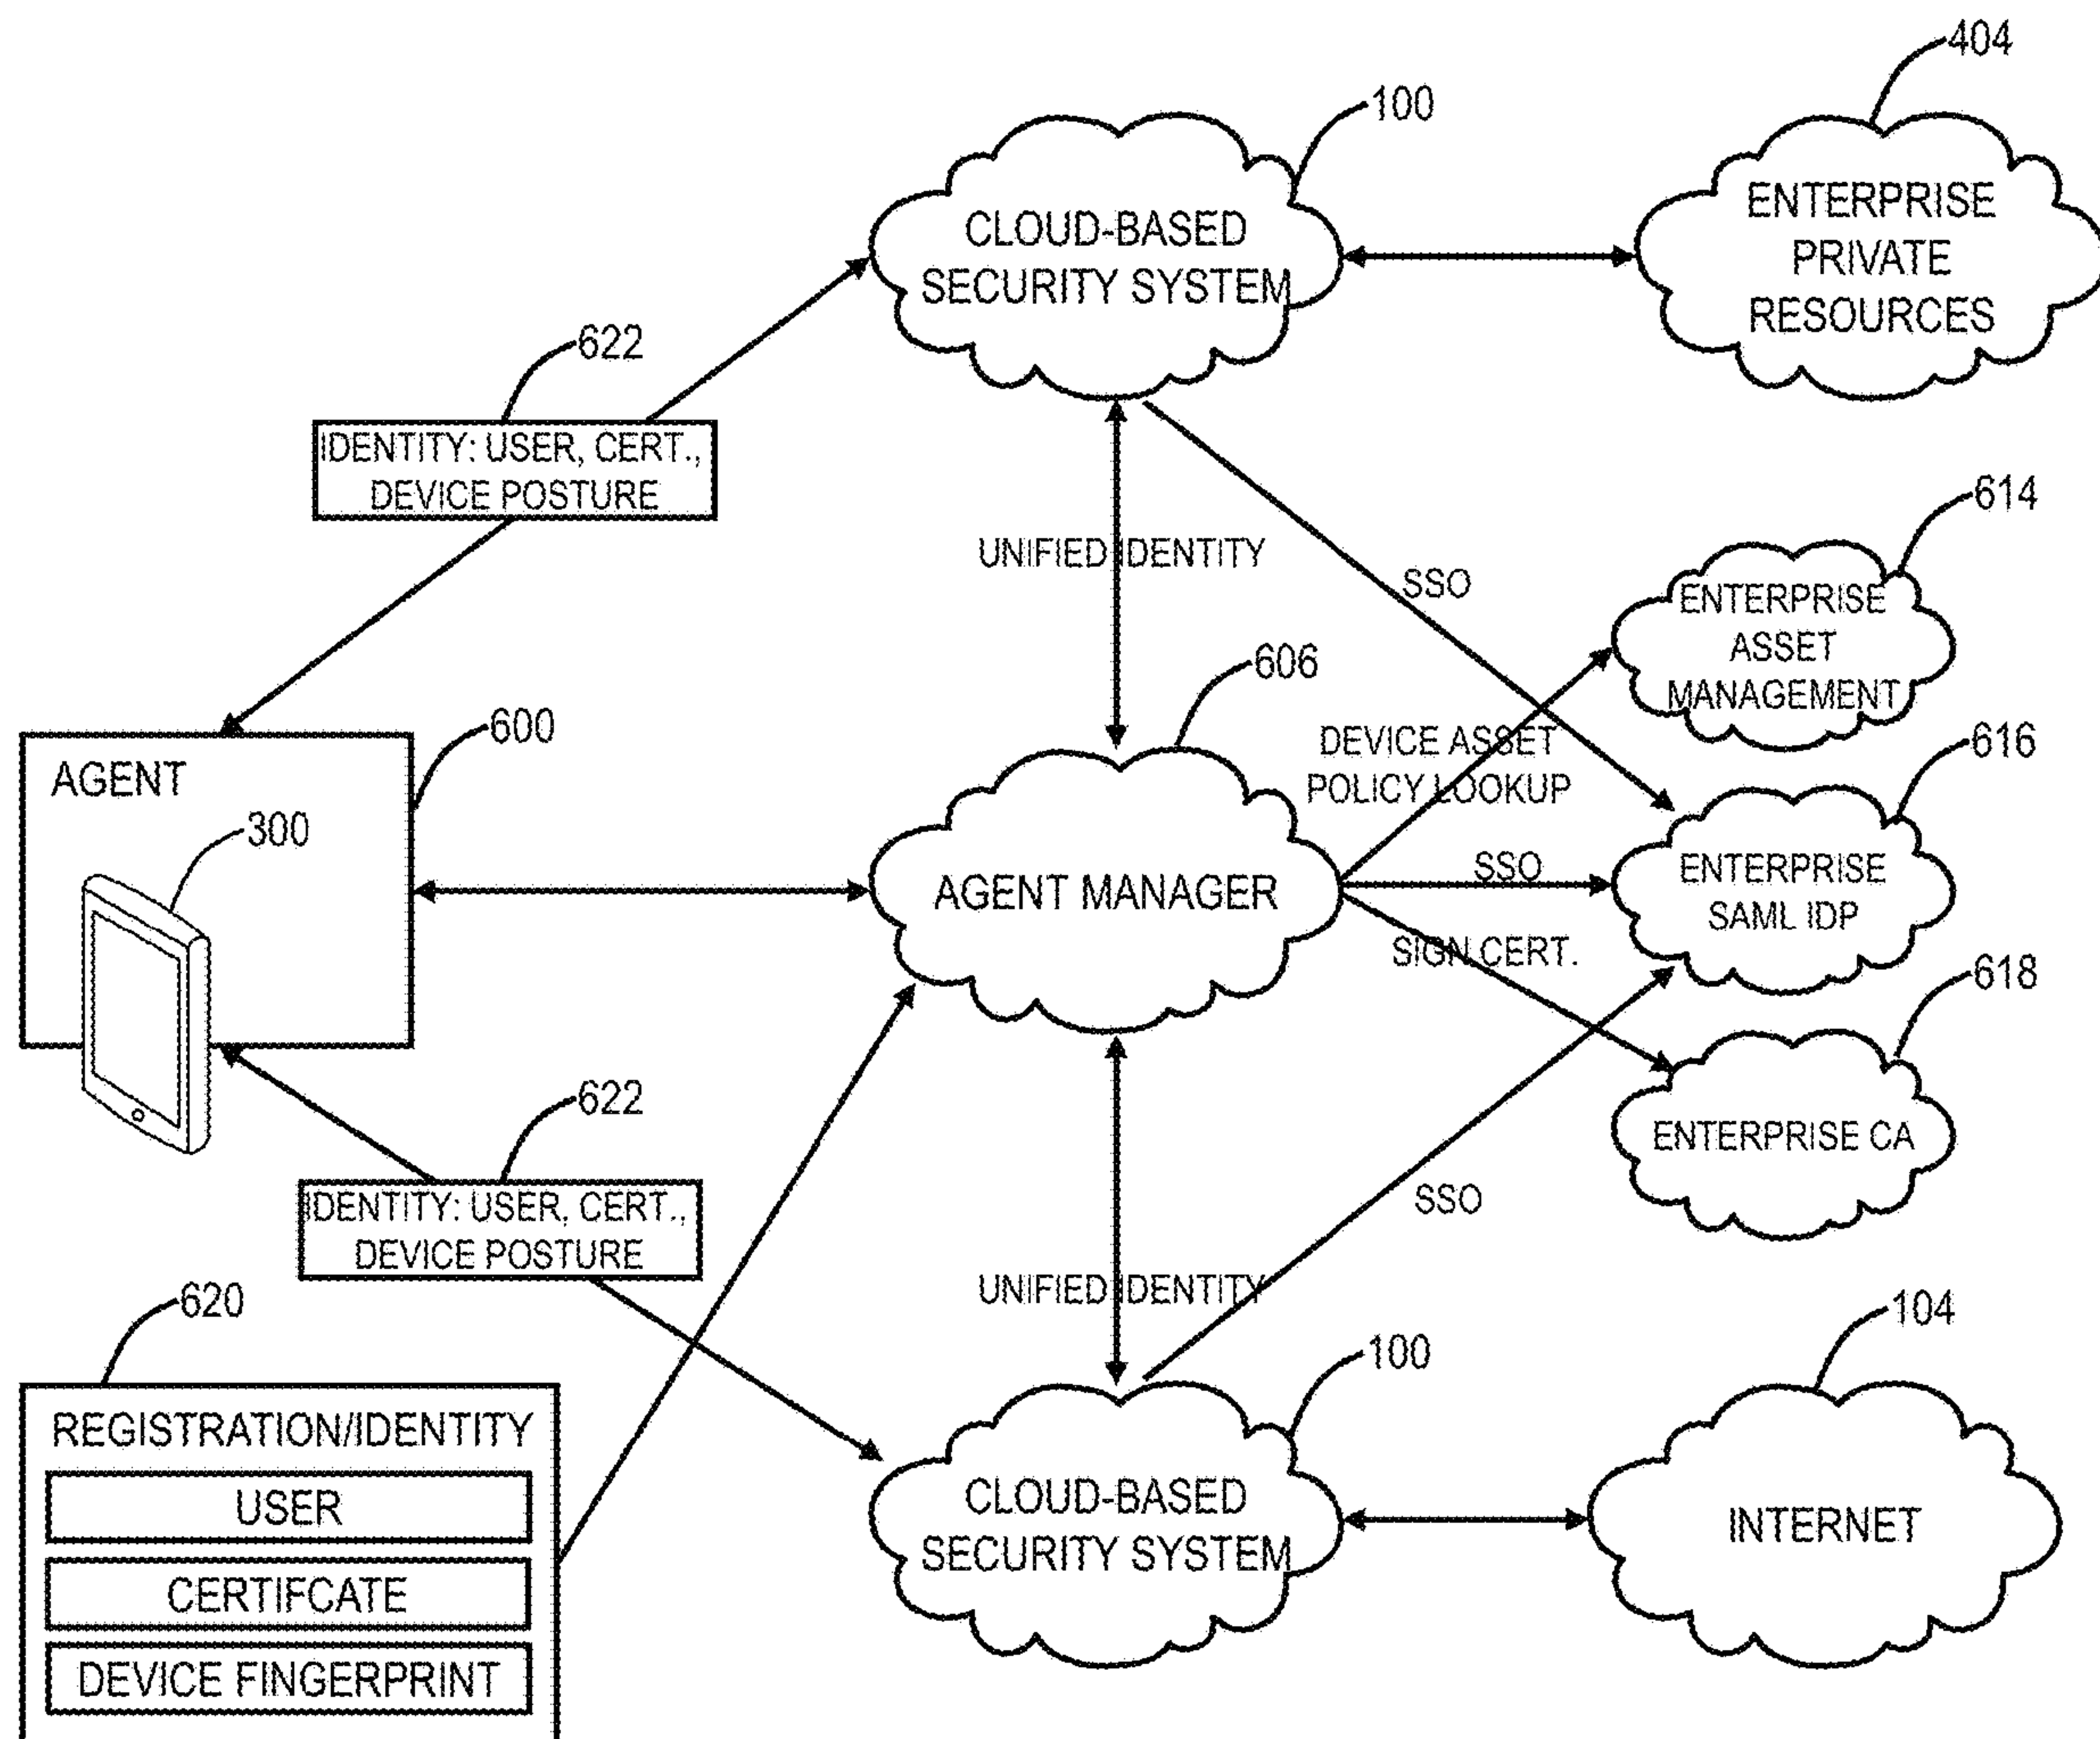 404
100
CLOUD-BASED
SECURITY SYSTEM
ENTERPRISE
PRIVATE
RESOURCES
622
IDENTITY: USER, CERT.,
DEVICE POSTURE
614
UNIFIED IDENTITY
SSO
ENTERPRISE
ASSET
MANAGEMENT
606
600
AGENT
300
DEVICE ASSET
POLICY LOOKUP
616
AGENT MANAGER
SSO
ENTERPRISE
SAML IDP
SIGN CERT.
618
622
ENTERPRISE CA
IDENTITY: USER, CERT.,
DEVICE POSTURE
SSO
UNIFIED IDENTITY
620
100
104
REGISTRATION/IDENTITY
USER
CERTIFCATE
DEVICE FINGERPRINT
CLOUD-BASED
SECURITY SYSTEM
INTERNET